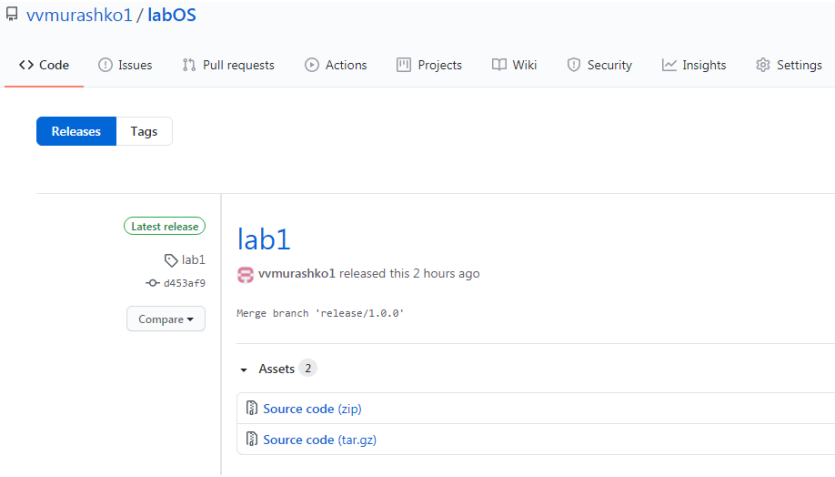 vvmurashko1 / labOS
Code Issues Pull requests Actions Projects Wiki Security Insights Settings
Releases Tags
Latest release
lab1
d453af9
Compare
lab1
vvmurashko1 released this 2 hours ago
Merge branch 'release/1.0.0'
Assets 2
Source code (zip)
Source code (tar.gz)